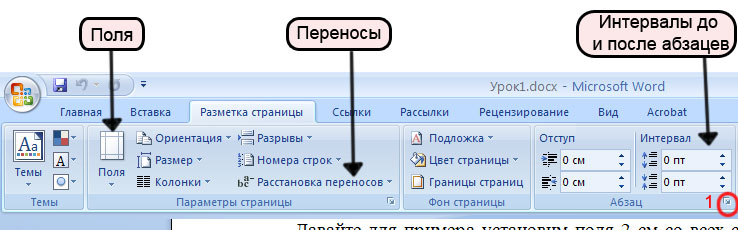 Поля
Переносы
Интервалы до
и после абзацев
Урок1.docx - Microsoft Word
Главная Вставка Разметка страницы Ссылки Рассылки Рецензирование Вид Acrobat
Aa Ориентация Разрывы Подложка Отступ Интервал
A Размер Номера строк Цвет страницы 0 см 0 пт
Темы Поля Колонки bc Расстановка переносов Границы страниц 0 см 0 пт
Темы Параметры страницы Фон страницы Абзац 1
Давайте для примера установим поля 2 см со всех с